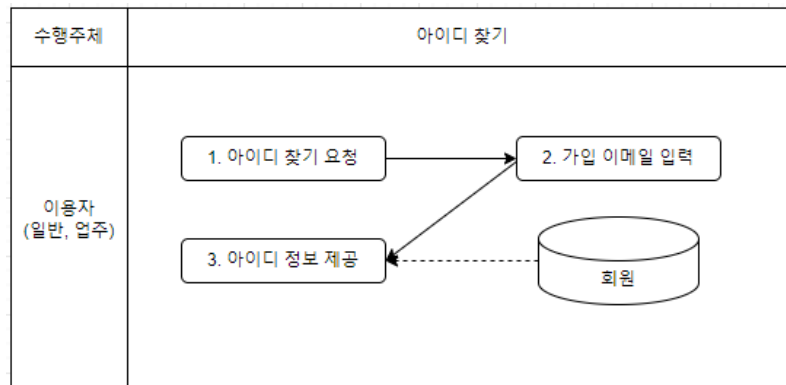 수행주체
아이디 찾기
1. 아이디 찾기 요청
2. 가입 이메일 입력
이용자
(일반, 업주)
3. 아이디 정보 제공
회원